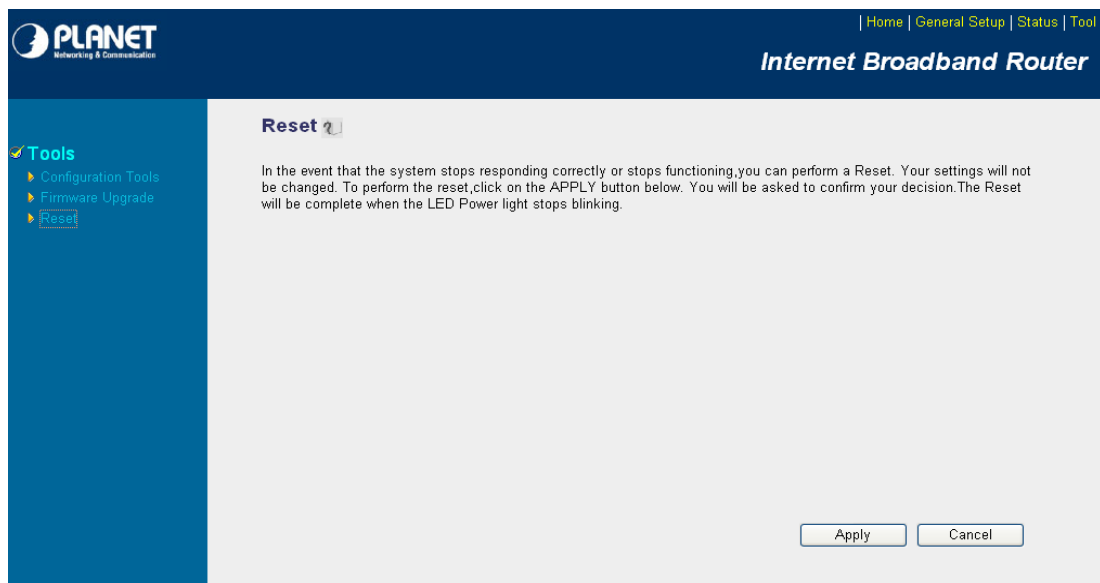 PLANET
Networking & Communication
| Home | General Setup | Status | Tool
Internet Broadband Router
Tools
Configuration Tools
Firmware Upgrade
Reset
Reset
In the event that the system stops responding correctly or stops functioning,you can perform a Reset. Your settings will not
be changed. To perform the reset,click on the APPLY button below. You will be asked to confirm your decision.The Reset
will be complete when the LED Power light stops blinking.
Apply
Cancel